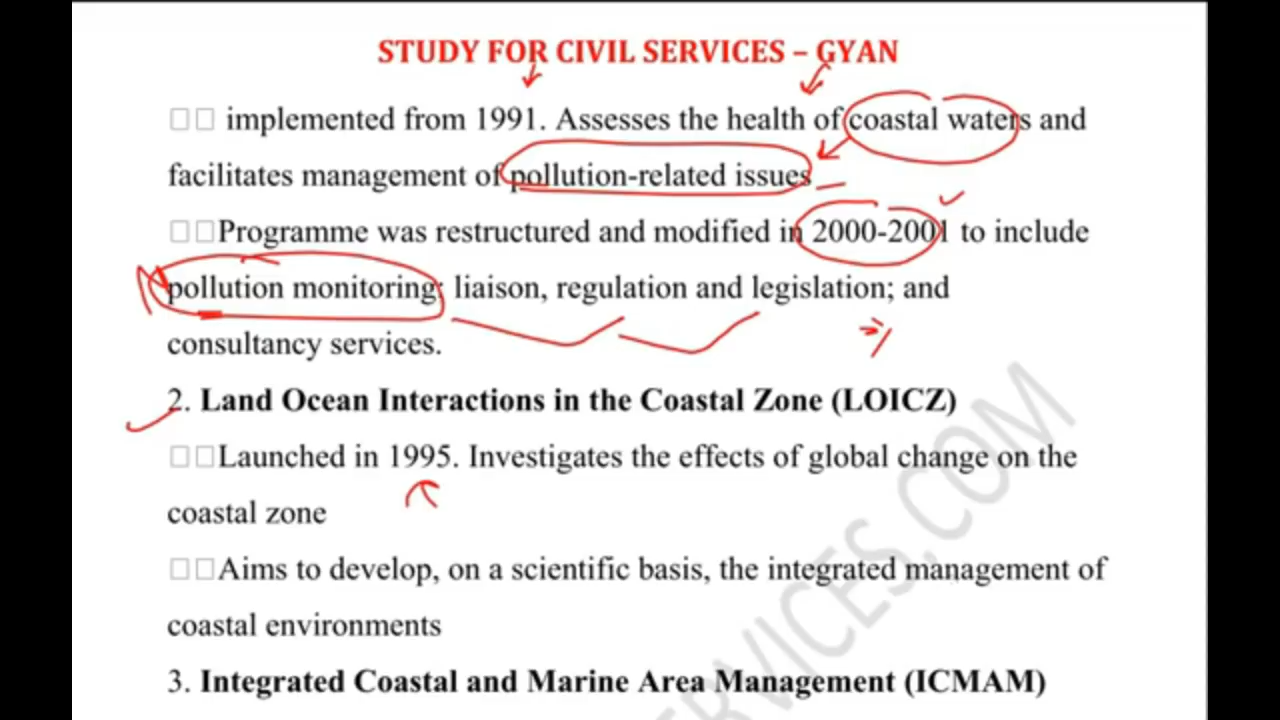 STUDY FOR CIVIL SERVICES – GYAN
□□ implemented from 1991. Assesses the health of coastal waters and
facilitates management of pollution-related issues
□□Programme was restructured and modified in 2000-2001 to include
pollution monitoring; liaison, regulation and legislation; and
consultancy services.
2. Land Ocean Interactions in the Coastal Zone (LOICZ)
□□Launched in 1995. Investigates the effects of global change on the
coastal zone
□□Aims to develop, on a scientific basis, the integrated management of
coastal environments
3. Integrated Coastal and Marine Area Management (ICMAM)
RVICES.COM